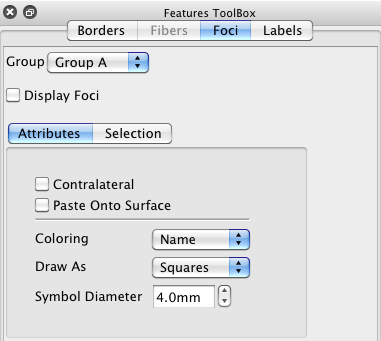 Features ToolBox
Borders Fibers Foci Labels
Group Group A
Display Foci
Attributes Selection
Contralateral
Paste Onto Surface
Coloring Name
Draw As Squares
Symbol Diameter 4.0mm